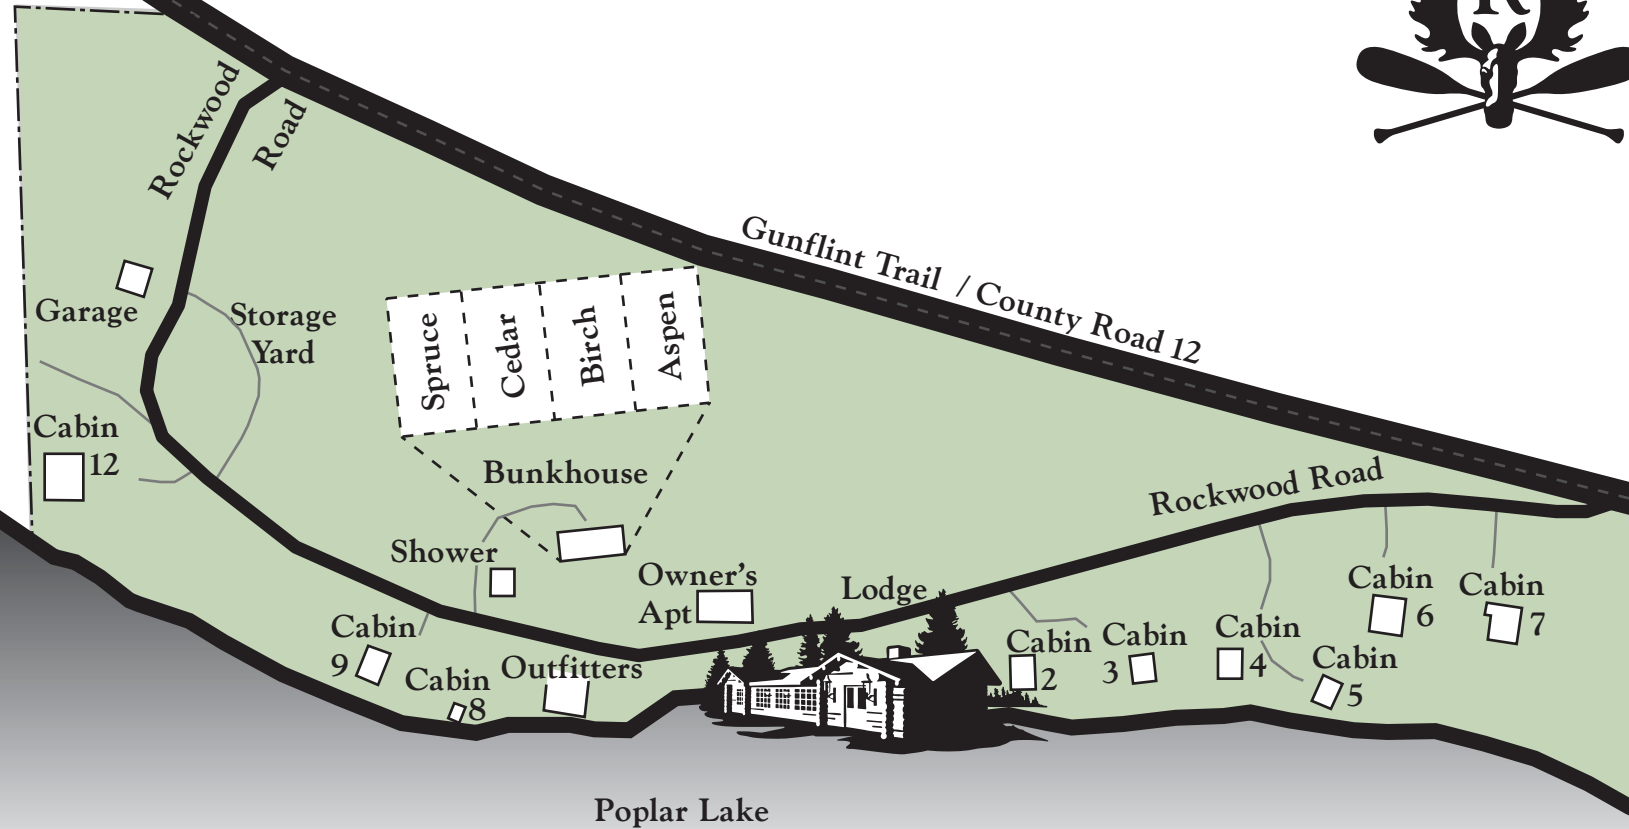 R
Rockwood
Road
Gunflint Trail / County Road 12
Garage
Storage
Yard
Spruce
Cedar
Birch
Aspen
Cabin
12
Bunkhouse
Rockwood Road
Shower
Owner's
Apt
Lodge
Cabin
9
Cabin
8
Outfitters
Cabin
2
Cabin
3
Cabin
4
Cabin
5
Cabin
6
Cabin
7
Poplar Lake